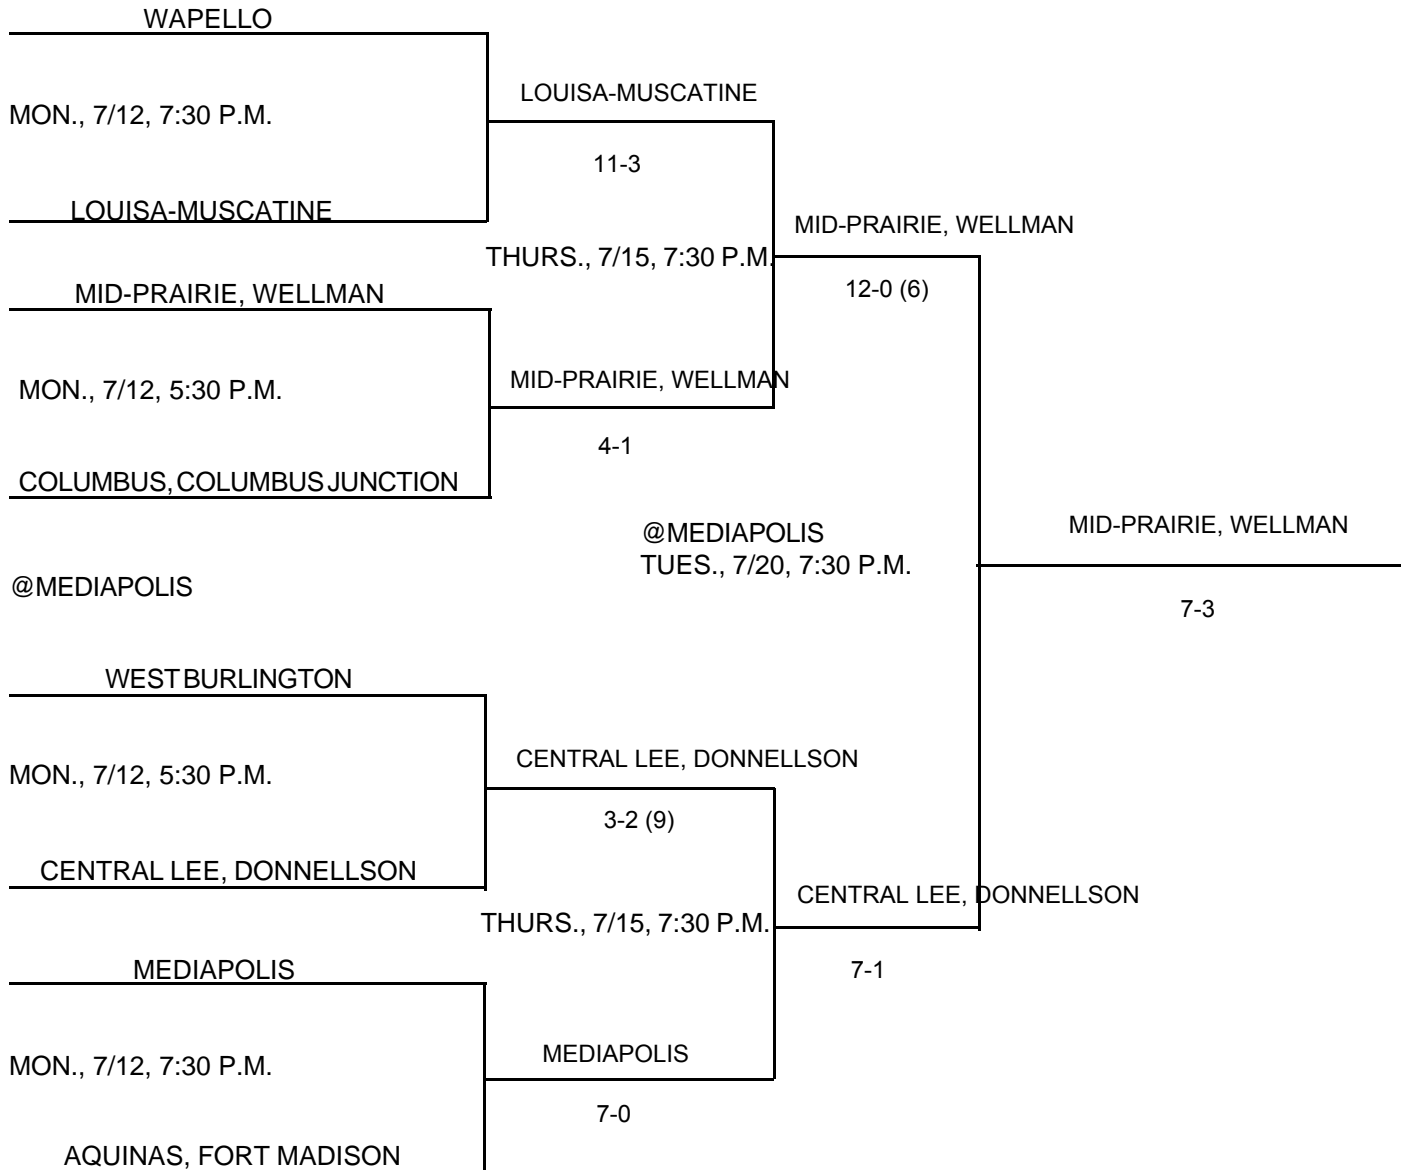 WAPELLO
MON., 7/12, 7:30 P.M.
LOUISA-MUSCATINE
11-3
LOUISA-MUSCATINE
MID-PRAIRIE, WELLMAN
THURS., 7/15, 7:30 P.M.
12-0 (6)
MID-PRAIRIE, WELLMAN
MON., 7/12, 5:30 P.M.
MID-PRAIRIE, WELLMAN
4-1
COLUMBUS, COLUMBUS JUNCTION
@MEDIAPOLIS
TUES., 7/20, 7:30 P.M.
MID-PRAIRIE, WELLMAN
7-3
@MEDIAPOLIS
WEST BURLINGTON
MON., 7/12, 5:30 P.M.
CENTRAL LEE, DONNELLSON
3-2 (9)
CENTRAL LEE, DONNELLSON
THURS., 7/15, 7:30 P.M.
CENTRAL LEE, DONNELLSON
7-1
MEDIAPOLIS
MON., 7/12, 7:30 P.M.
MEDIAPOLIS
7-0
AQUINAS, FORT MADISON